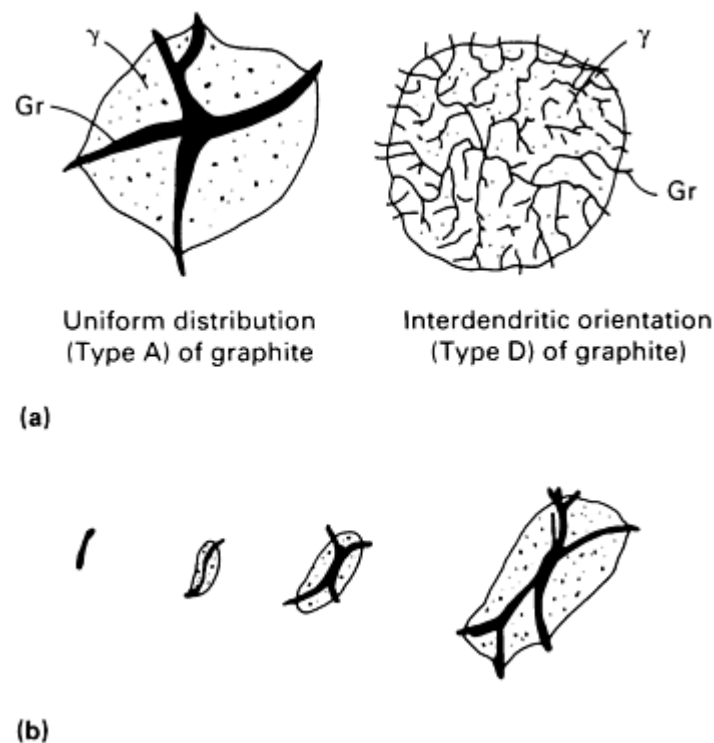 γ
γ
Gr
Gr
Uniform distribution
(Type A) of graphite
Interdendritic orientation
(Type D) of graphite)
(a)
(b)